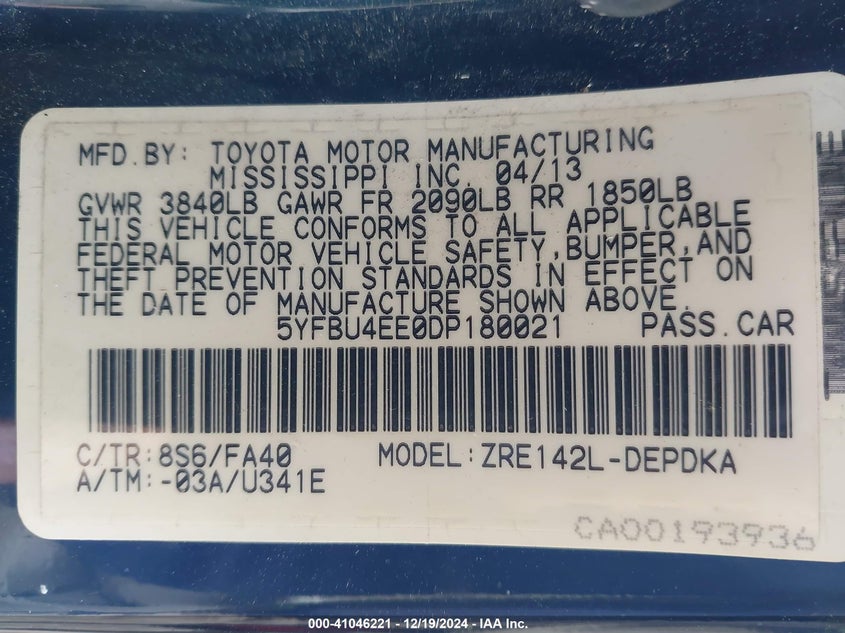 MFD.BY: TOYOTA MOTOR MANUFACTURING
MISSISSIPPI INC. 04/13
GVWR 3840LB GAWR FR 2090LB RR 1850LB
THIS VEHICLE CONFORMS TO ALL APPLICABLE
FEDERAL MOTOR VEHICLE SAFETY,BUMPER,AND
THEFT PREVENTION STANDARDS IN EFFECT ON
THE DATE OF MANUFACTURE SHOWN ABOVE.
5YFBU4EE0DP180021 PASS.CAR
C/TR:8S6/FA40 MODEL:ZRE142L-DEPDKA
A/TM:-03A/U341E
CA00193936
000-41046221 - 12/19/2024 - IAA Inc.